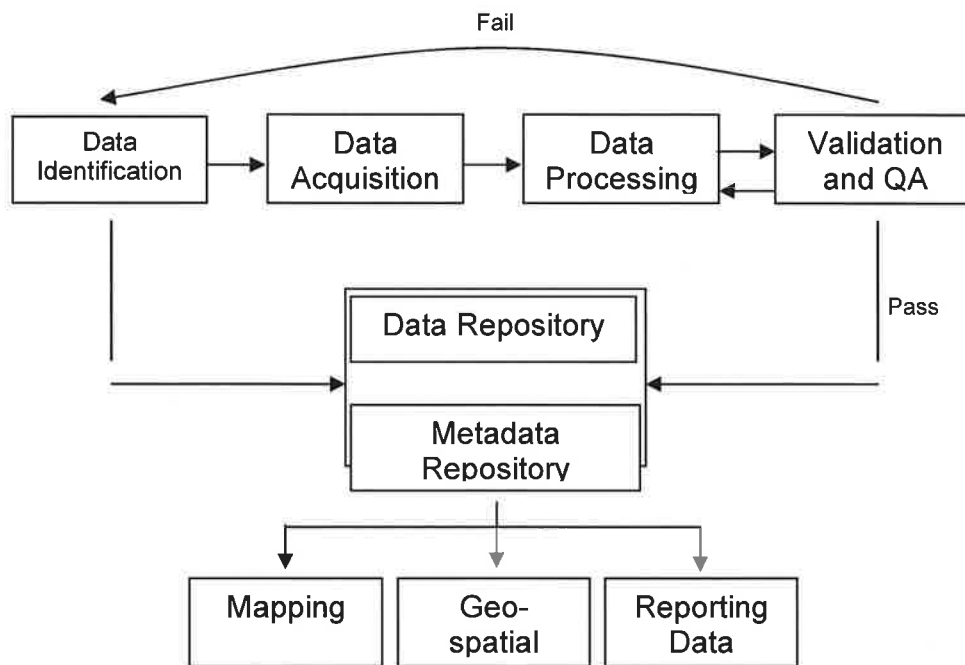 Fail
Data
Identification
Data
Acquisition
Data
Processing
Validation
and QA
Pass
Data Repository
Metadata
Repository
Mapping
Geo-
spatial
Reporting
Data